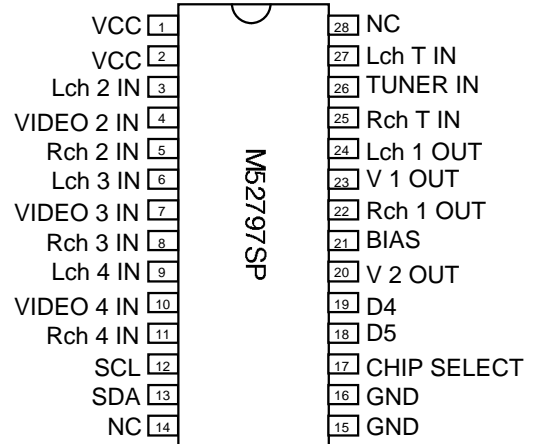 VCC 1
VCC 2
Lch 2 IN 3
VIDEO 2 IN 4
Rch 2 IN 5
Lch 3 IN 6
VIDEO 3 IN 7
Rch 3 IN 8
Lch 4 IN 9
VIDEO 4 IN 10
Rch 4 IN 11
SCL 12
SDA 13
NC 14
M52797SP
28 NC
27 Lch T IN
26 TUNER IN
25 Rch T IN
24 Lch 1 OUT
23 V 1 OUT
22 Rch 1 OUT
21 BIAS
20 V 2 OUT
19 D4
18 D5
17 CHIP SELECT
16 GND
15 GND